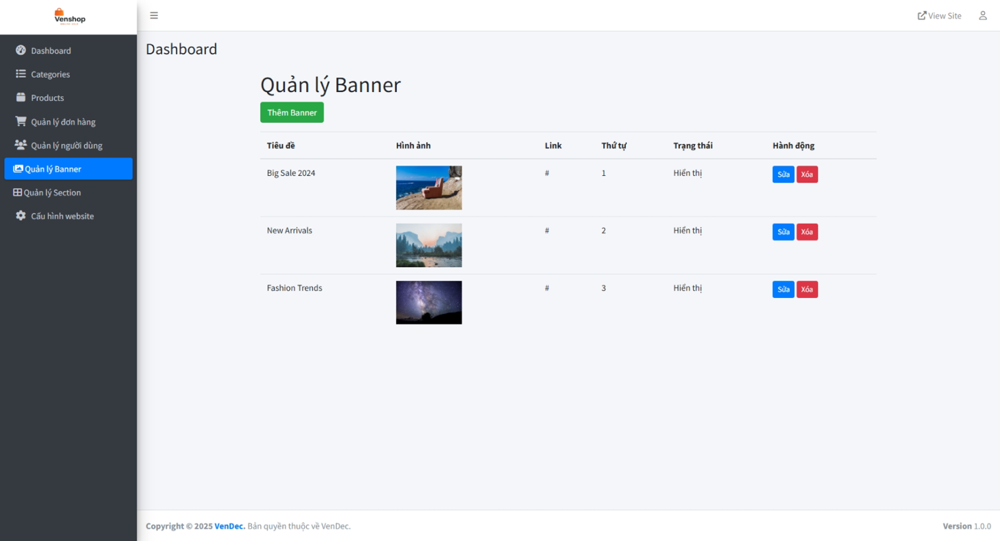 Venshop
View Site
Dashboard
Categories
Products
Quản lý đơn hàng
Quản lý người dùng
Quản lý Banner
Quản lý Section
Cấu hình website
Dashboard
Quản lý Banner
Thêm Banner
Tiêu đề Hình ảnh Link Thứ tự Trạng thái Hành động
Big Sale 2024 # 1 Hiển thị Sửa Xóa
New Arrivals # 2 Hiển thị Sửa Xóa
Fashion Trends # 3 Hiển thị Sửa Xóa
Copyright © 2025 VenDec. Bản quyền thuộc về VenDec.
Version 1.0.0